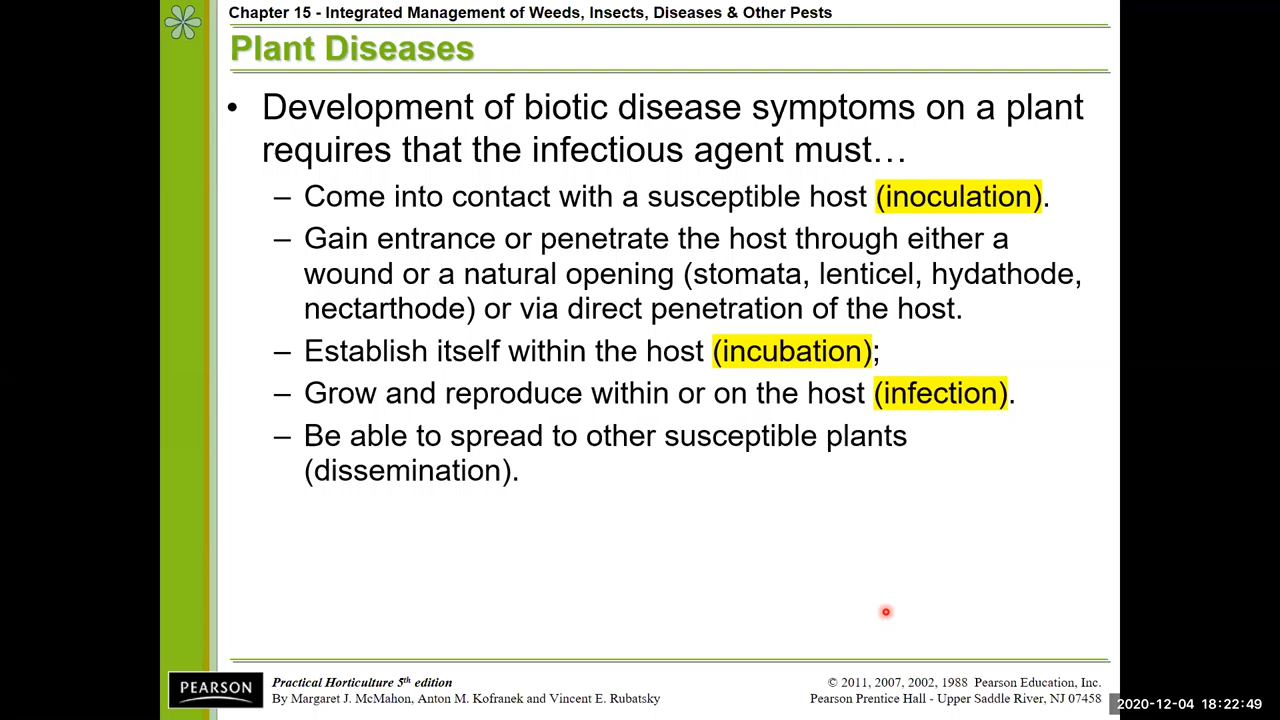 Chapter 15 - Integrated Management of Weeds, Insects, Diseases & Other Pests
Plant Diseases
• Development of biotic disease symptoms on a plant
requires that the infectious agent must…
– Come into contact with a susceptible host (inoculation).
– Gain entrance or penetrate the host through either a
wound or a natural opening (stomata, lenticel, hydathode,
nectarthode) or via direct penetration of the host.
– Establish itself within the host (incubation);
– Grow and reproduce within or on the host (infection).
– Be able to spread to other susceptible plants
(dissemination).
PEARSON
Practical Horticulture 5th edition
By Margaret J. McMahon, Anton M. Kofranek and Vincent E. Rubatsky
© 2011, 2007, 2002, 1988 Pearson Education, Inc.
Pearson Prentice Hall - Upper Saddle River, NJ 07458
2020-12-04 18:22:49